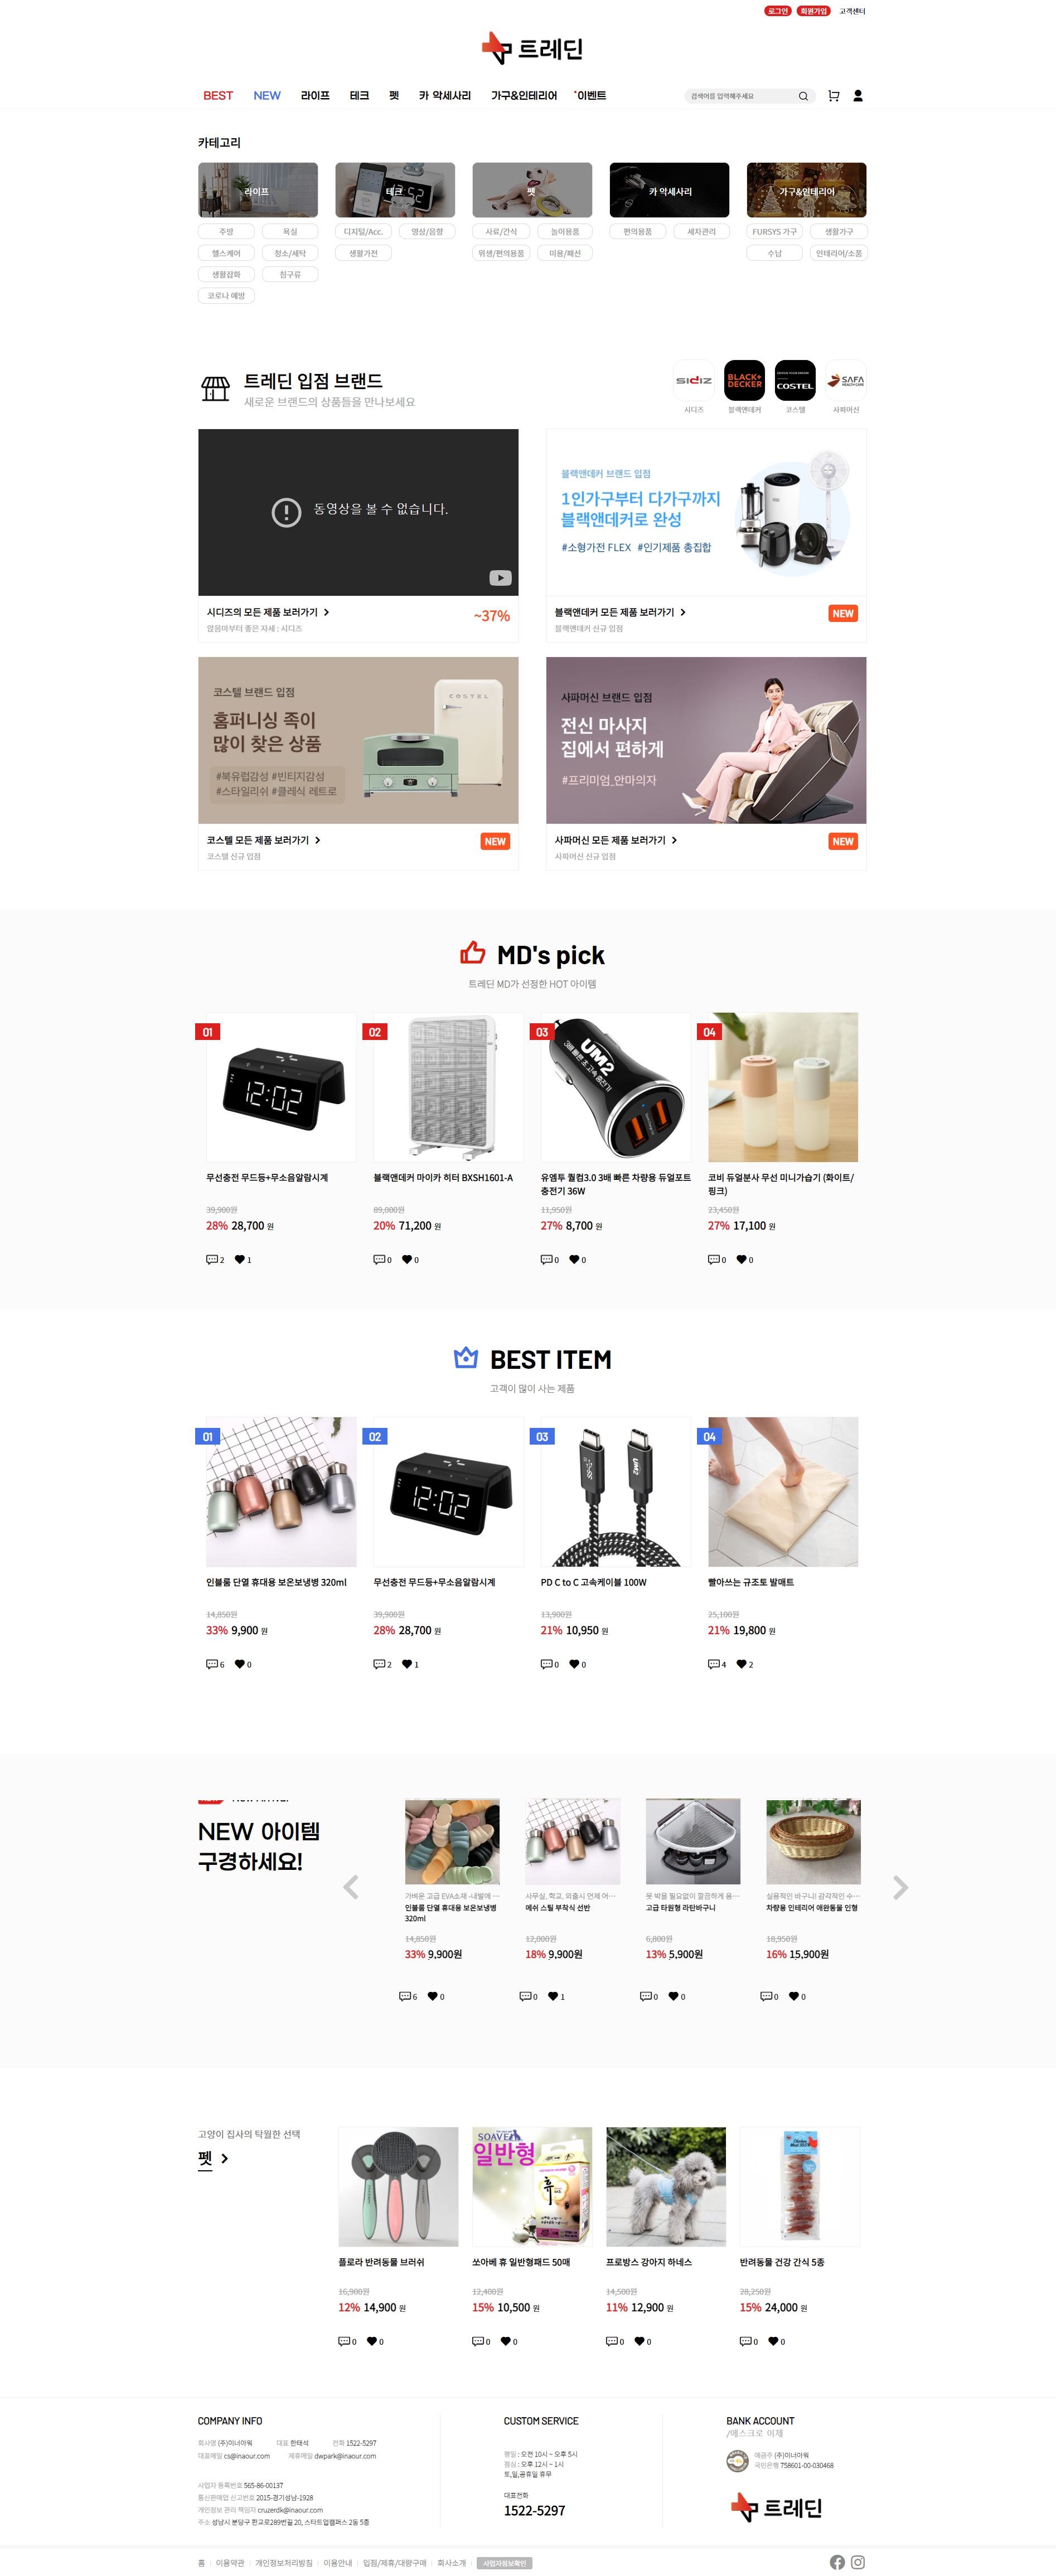 로그인 회원가입 고객센터
트레딘
BEST NEW 라이프 테크 펫 카 악세사리 가구&인테리어 이벤트
검색어를 입력해주세요
카테고리
라이프 테크 펫 카 악세사리 가구&인테리어
주방 욕실 디지털/Acc. 영상/음향 사료/간식 놀이용품 편의용품 세차관리 FURSYS 가구 생활가구
헬스케어 청소/세탁 생활가전 위생/편의용품 미용/패션 수납 인테리어/소품
생활잡화 침구류
코로나 예방
트레딘 입점 브랜드
새로운 브랜드의 상품들을 만나보세요
SIDIZ BLACK+ DECKER COSTEL SAFA
시디즈 블랙앤데커 코스텔 사파머신
동영상을 볼 수 없습니다.
시디즈의 모든 제품 보러가기
~37%
앉음마부터 좋은 자세 : 시디즈
블랙앤데커 브랜드 입점
1인가구부터 다가구까지
블랙앤데커로 완성
#소형가전 FLEX #인기제품 총집합
블랙앤데커 모든 제품 보러가기
NEW
블랙앤데커 신규 입점
코스텔 브랜드 입점
홈퍼니싱 족이
많이 찾은 상품
#북유럽감성 #빈티지감성
#스타일리쉬 #클레식 레트로
COSTEL
코스텔 모든 제품 보러가기
NEW
코스텔 신규 입점
사파머신 브랜드 입점
전신 마사지
집에서 편하게
#프리미엄_안마의자
사파머신 모든 제품 보러가기
NEW
사파머신 신규 입점
MD's pick
트레딘 MD가 선정한 HOT 아이템
01 02 03 04
12:02
UM2
3배 빠른 초 고속 충전기
무선충전 무드등+무소음알람시계
39,900원
28% 28,700 원
2 1
블랙앤데커 마이카 히터 BXSH1601-A
89,000원
20% 71,200 원
0 0
유엠투 퀄컴3.0 3배 빠른 차량용 듀얼포트
충전기 36W
11,950원
27% 8,700 원
0 0
코비 듀얼분사 무선 미니가습기 (화이트/
핑크)
23,450원
27% 17,100 원
0 0
BEST ITEM
고객이 많이 사는 제품
01 02 03 04
12:02
UM2
인블룸 단열 휴대용 보온보냉병 320ml
14,850원
33% 9,900 원
6 0
무선충전 무드등+무소음알람시계
39,900원
28% 28,700 원
2 1
PD C to C 고속케이블 100W
13,900원
21% 10,950 원
0 0
빨아쓰는 규조토 발매트
25,100원
21% 19,800 원
4 2
NEW 아이템
구경하세요!
가벼운 고급 EVA소재 -내발에 ···
인블룸 단열 휴대용 보온보냉병
320ml
14,850원
33% 9,900원
6 0
사무실, 학교, 외출시 언제 어···
메쉬 스틸 부착식 선반
12,000원
18% 9,900원
0 1
못 박을 필요없이 깔끔하게 용···
고급 타원형 라탄바구니
6,800원
13% 5,900원
0 0
실용적인 바구니! 감각적인 수···
차량용 인테리어 애완동물 인형
18,950원
16% 15,900원
0 0
고양이 집사의 탁월한 선택
펫
SOAVE
일반형
휴
플로라 반려동물 브러쉬
16,900원
12% 14,900 원
0 0
쏘아베 휴 일반형패드 50매
12,400원
15% 10,500 원
0 0
프로방스 강아지 하네스
14,500원
11% 12,900 원
0 0
반려동물 건강 간식 5종
28,250원
15% 24,000 원
0 0
COMPANY INFO
회사명 (주)이너아워 대표 한태석 전화 1522-5297
대표메일 cs@inaour.com 제휴메일 dwpark@inaour.com
사업자 등록번호 565-86-00137
통신판매업 신고번호 2015-경기성남-1928
개인정보 관리 책임자 cruzerdk@inaour.com
주소 성남시 분당구 판교로289번길 20, 스타트업캠퍼스 2동 5층
CUSTOM SERVICE
평일 : 오전 10시 ~ 오후 5시
점심 : 오후 12시 ~ 1시
토,일,공휴일 휴무
대표전화
1522-5297
BANK ACCOUNT
/에스크로 이체
예금주 (주)이너아워
국민은행 758601-00-030468
트레딘
홈 이용약관 개인정보처리방침 이용안내 입점/제휴/대량구매 회사소개 사업자정보확인